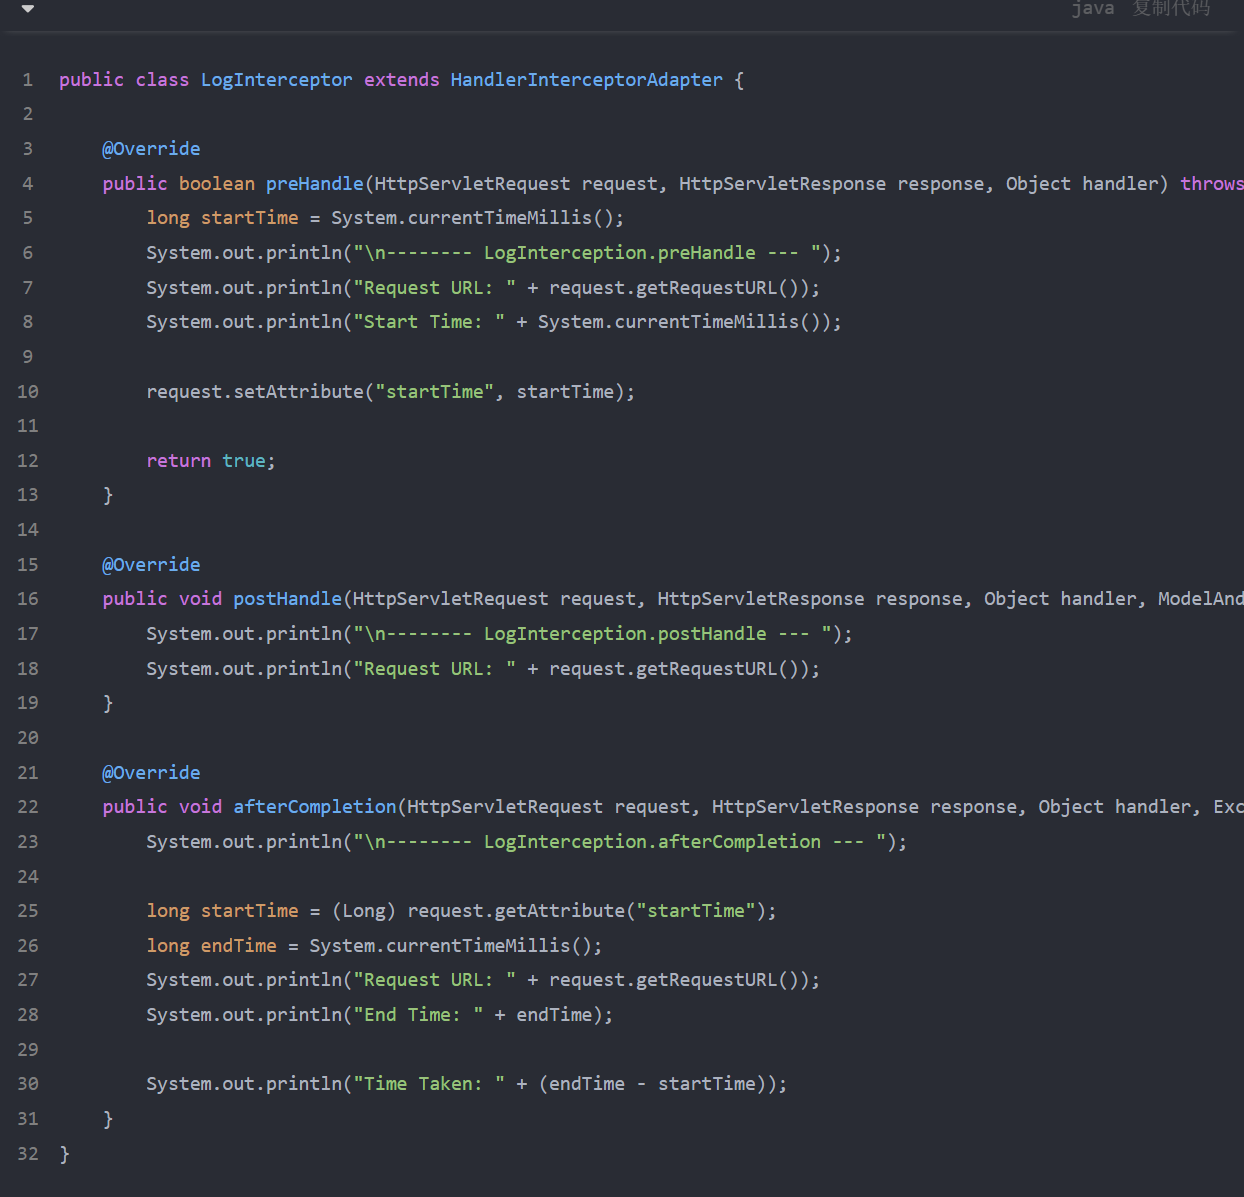 java 复制代码
1 public class LogInterceptor extends HandlerInterceptorAdapter {
2
3     @Override
4     public boolean preHandle(HttpServletRequest request, HttpServletResponse response, Object handler) throws
5         long startTime = System.currentTimeMillis();
6         System.out.println("\n-------- LogInterception.preHandle --- ");
7         System.out.println("Request URL: " + request.getRequestURL());
8         System.out.println("Start Time: " + System.currentTimeMillis());
9
10         request.setAttribute("startTime", startTime);
11
12         return true;
13     }
14
15     @Override
16     public void postHandle(HttpServletRequest request, HttpServletResponse response, Object handler, ModelAnd
17         System.out.println("\n-------- LogInterception.postHandle --- ");
18         System.out.println("Request URL: " + request.getRequestURL());
19     }
20
21     @Override
22     public void afterCompletion(HttpServletRequest request, HttpServletResponse response, Object handler, Exc
23         System.out.println("\n-------- LogInterception.afterCompletion --- ");
24
25         long startTime = (Long) request.getAttribute("startTime");
26         long endTime = System.currentTimeMillis();
27         System.out.println("Request URL: " + request.getRequestURL());
28         System.out.println("End Time: " + endTime);
29
30         System.out.println("Time Taken: " + (endTime - startTime));
31     }
32 }